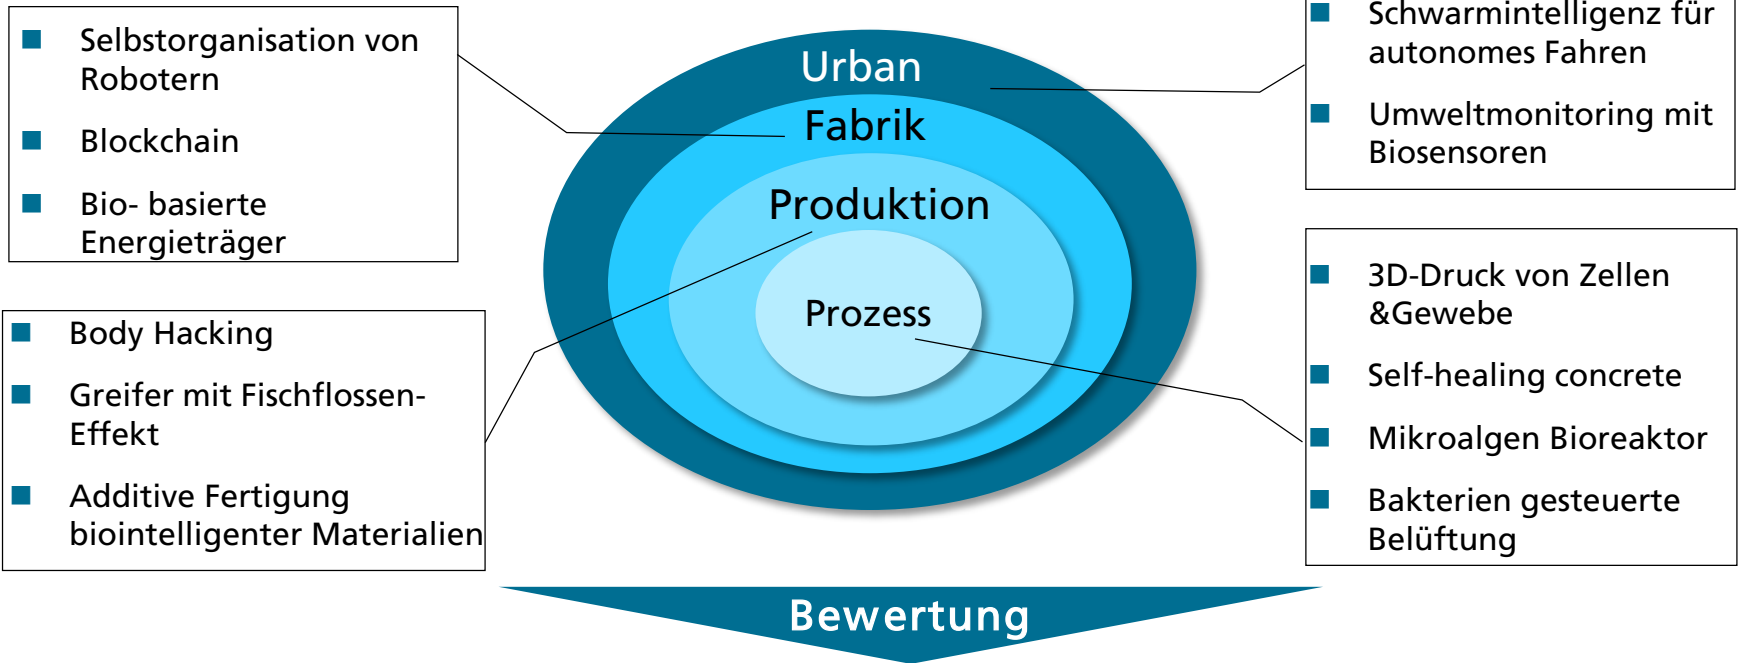 Selbstorganisation von
Robotern
Blockchain
Bio- basierte
Energieträger
Body Hacking
Greifer mit Fischflossen-
Effekt
Additive Fertigung
biointelligenter Materialien
Urban
Fabrik
Produktion
Prozess
Schwarmintelligenz für
autonomes Fahren
Umweltmonitoring mit
Biosensoren
3D-Druck von Zellen
&Gewebe
Self-healing concrete
Mikroalgen Bioreaktor
Bakterien gesteuerte
Belüftung
Bewertung